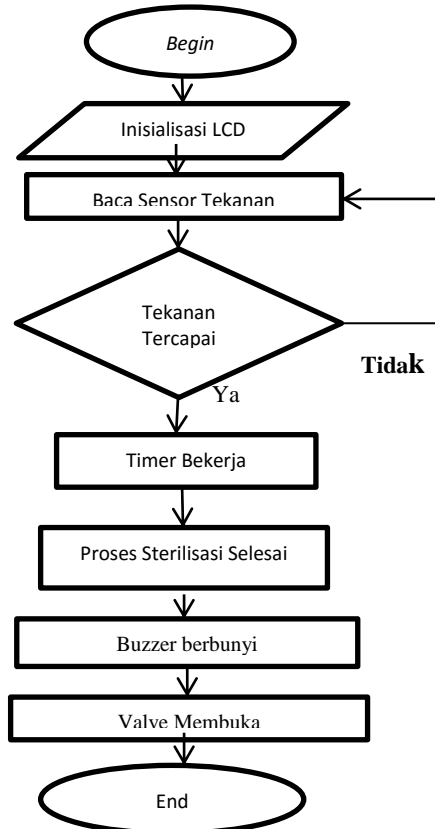 Begin
Inisialisasi LCD
Baca Sensor Tekanan
Tekanan
Tercapai
Tidak
Ya
Timer Bekerja
Proses Sterilisasi Selesai
Buzzer berbunyi
Valve Membuka
End